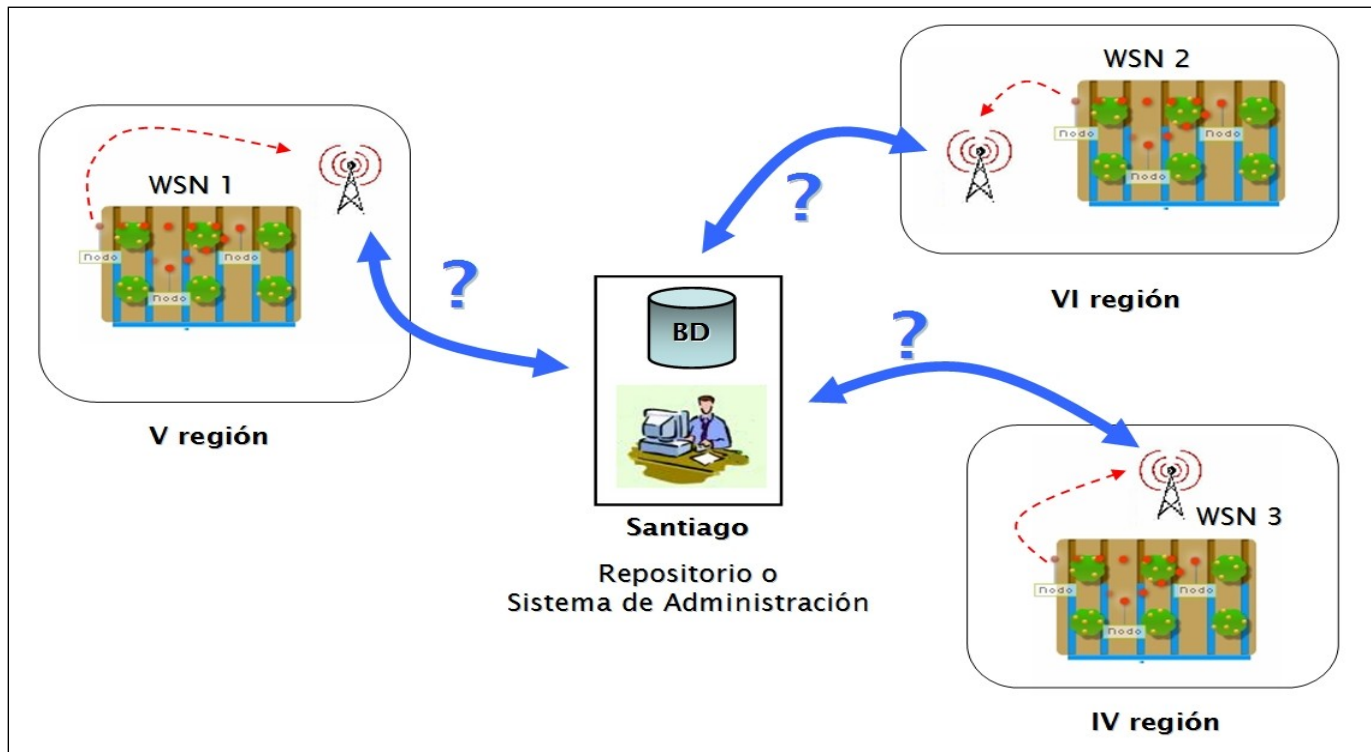 WSN 2
Nodo
Nodo
Nodo
?
VI región
WSN 1
Nodo
Nodo
Nodo
?
V región
BD
Santiago
Repositorio o
Sistema de Administración
?
WSN 3
Nodo
Nodo
Nodo
IV región